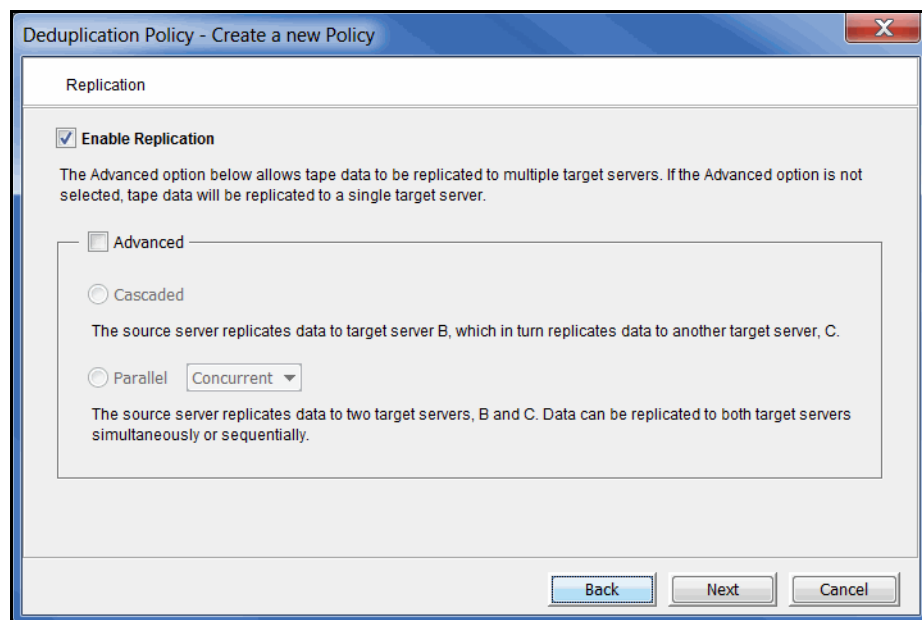 Deduplication Policy - Create a new Policy
Replication
Enable Replication
The Advanced option below allows tape data to be replicated to multiple target servers. If the Advanced option is not
selected, tape data will be replicated to a single target server.
Advanced
Cascaded
The source server replicates data to target server B, which in turn replicates data to another target server, C.
Parallel Concurrent
The source server replicates data to two target servers, B and C. Data can be replicated to both target servers
simultaneously or sequentially.
Back Next Cancel